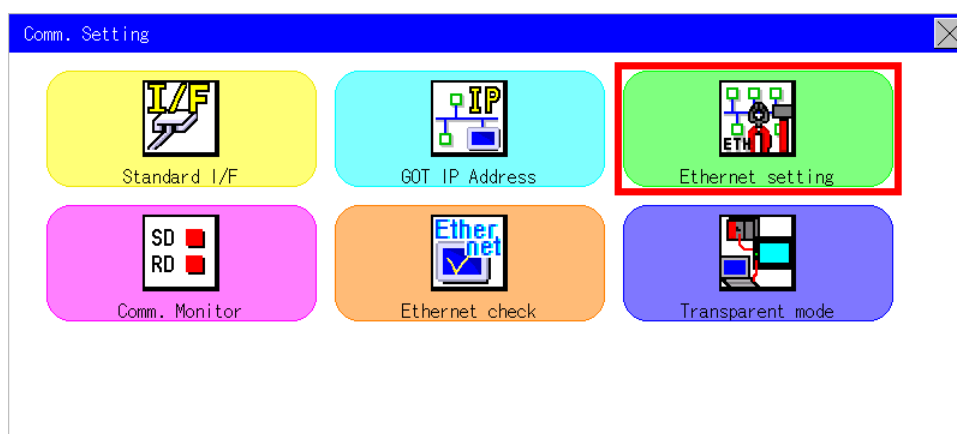 Comm. Setting
I/F
Standard I/F
IP
GOT IP Address
ETH
Ethernet setting
SD
RD
Comm. Monitor
Ether
net
Ethernet check
Transparent mode